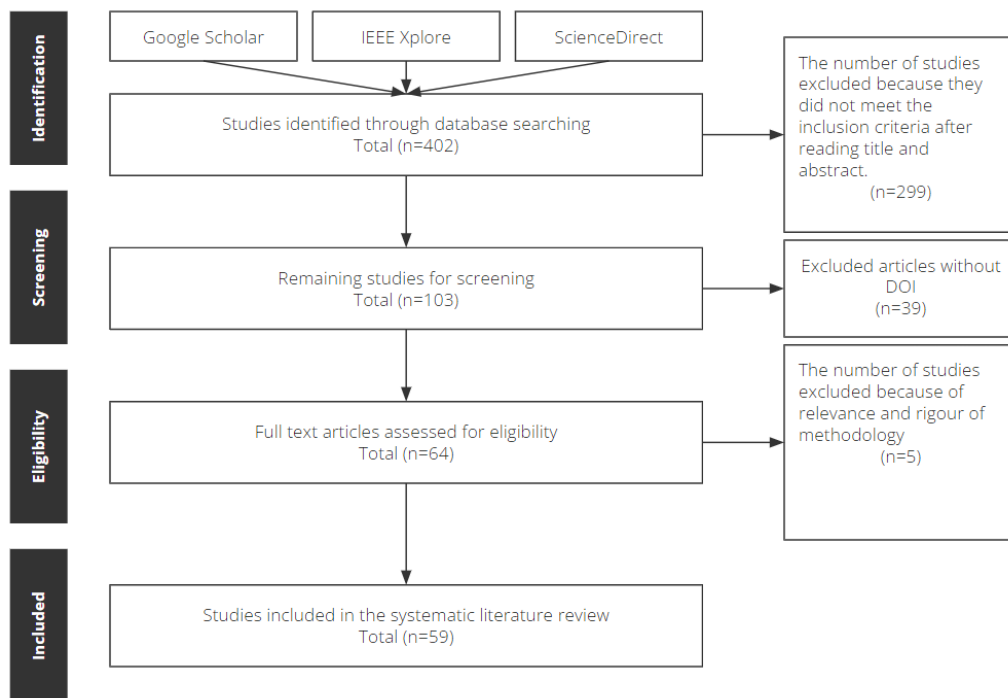 Identification
Google Scholar
IEEE Xplore
ScienceDirect
Studies identified through database searching
Total (n=402)
The number of studies
excluded because they
did not meet the
inclusion criteria after
reading title and
abstract.
(n=299)
Screening
Remaining studies for screening
Total (n=103)
Excluded articles without
DOI
(n=39)
Eligibility
Full text articles assessed for eligibility
Total (n=64)
The number of studies
excluded because of
relevance and rigour of
methodology
(n=5)
Included
Studies included in the systematic literature review
Total (n=59)